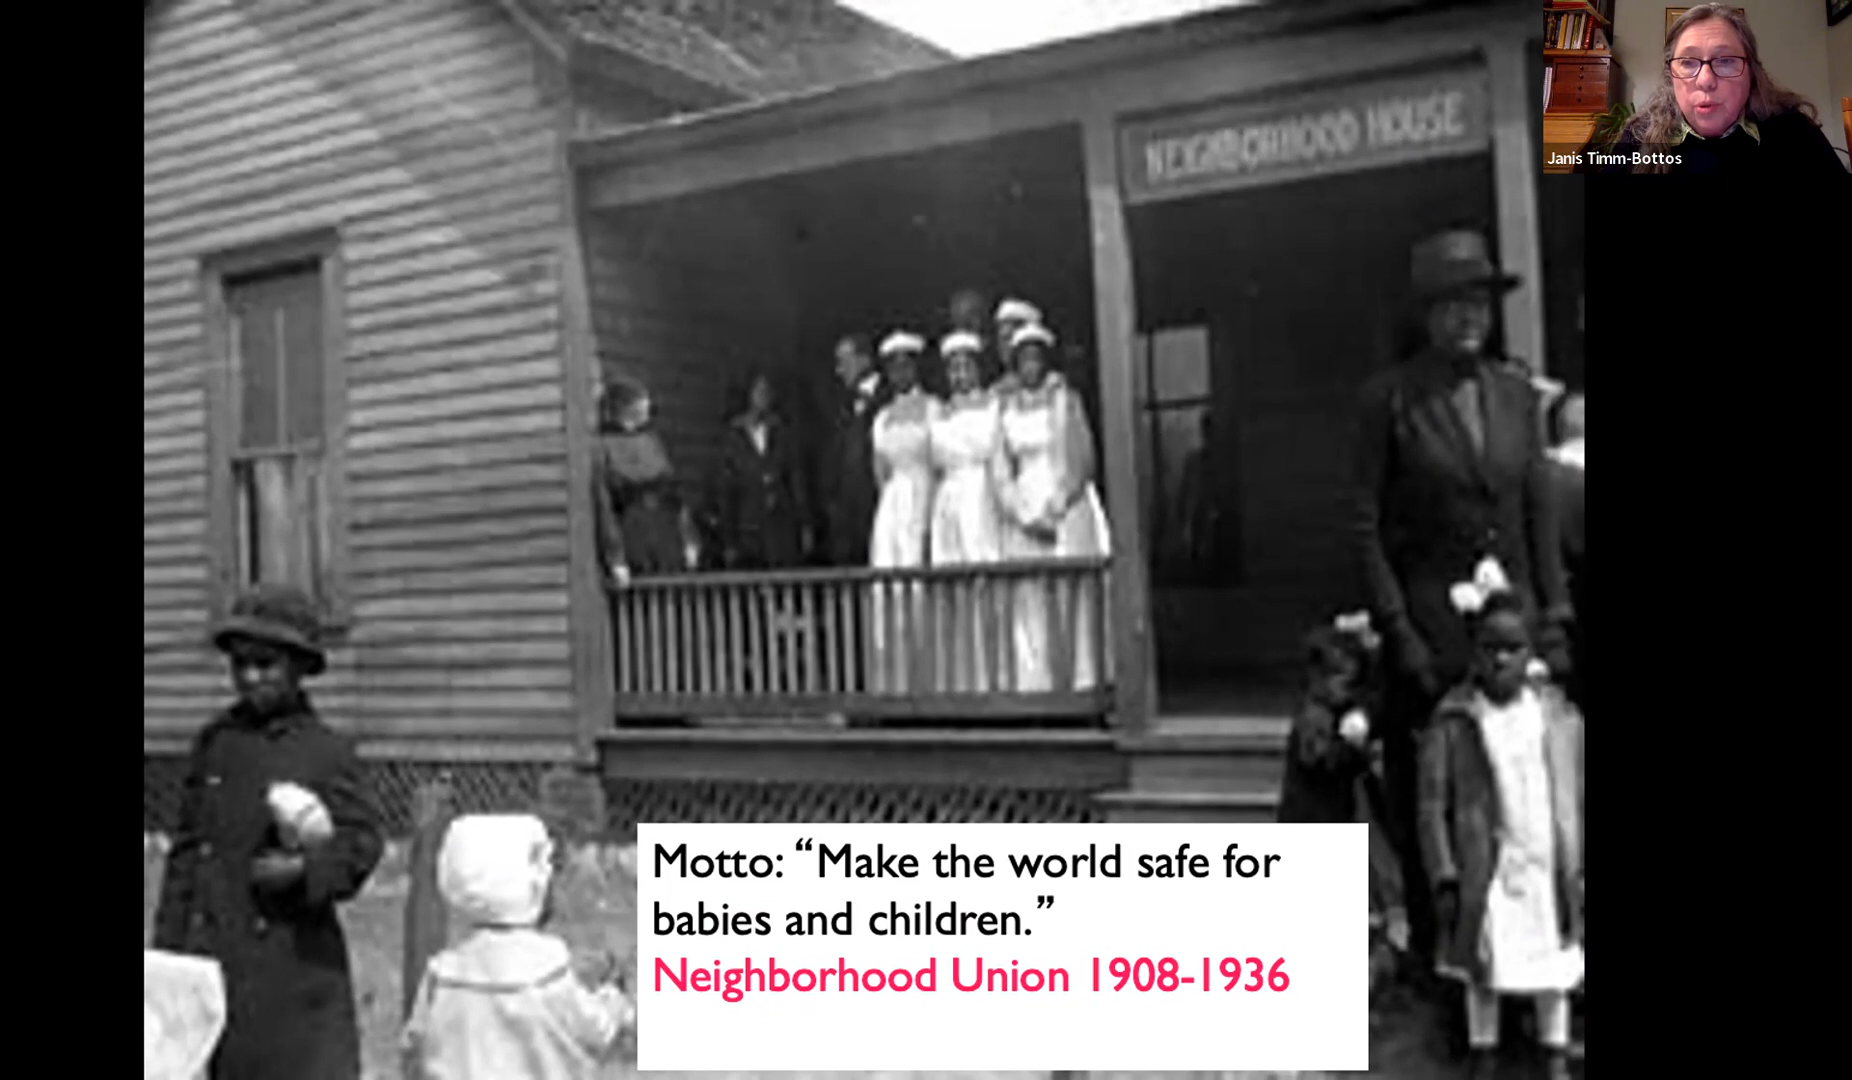 NEIGHBORHOOD HOUSE
Janis Timm-Bottos
Motto: “Make the world safe for
babies and children.”
Neighborhood Union 1908-1936